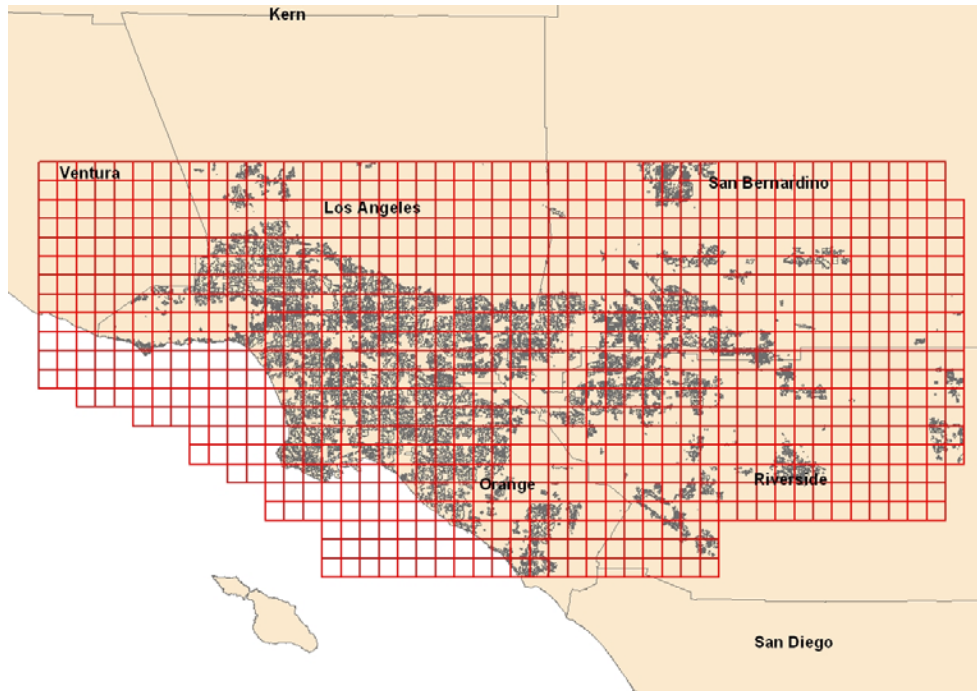 Kern
Ventura
San Bernardino
Los Angeles
Orange
Riverside
San Diego